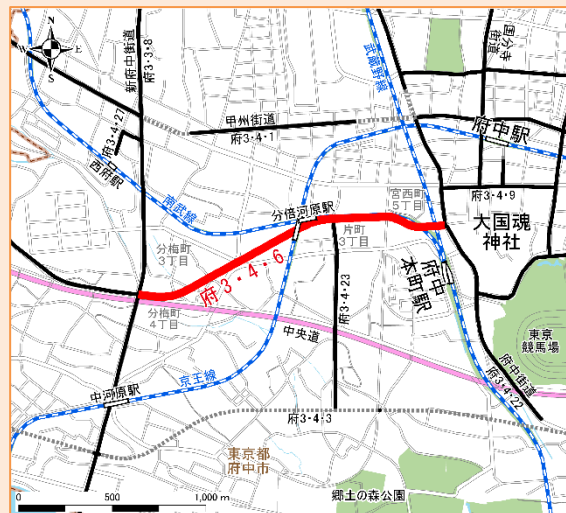 N
W
E
S
新府中街道
府3・3・8
府3・4・27
西府駅
南武線
甲州街道
府3・4・1
武蔵野線
国分寺
街道
府中駅
府3・4・9
大国魂
神社
宮西町
5丁目
分倍河原駅
片町
3丁目
分梅町
3丁目
府3・4・6
府3・4・23
府中
本町駅
分梅町
4丁目
中央道
東京
競馬場
府中街道
府3・4・22
中河原駅
京王線
府3・4・3
東京都
府中市
郷土の森公園
0
500
1,000 m